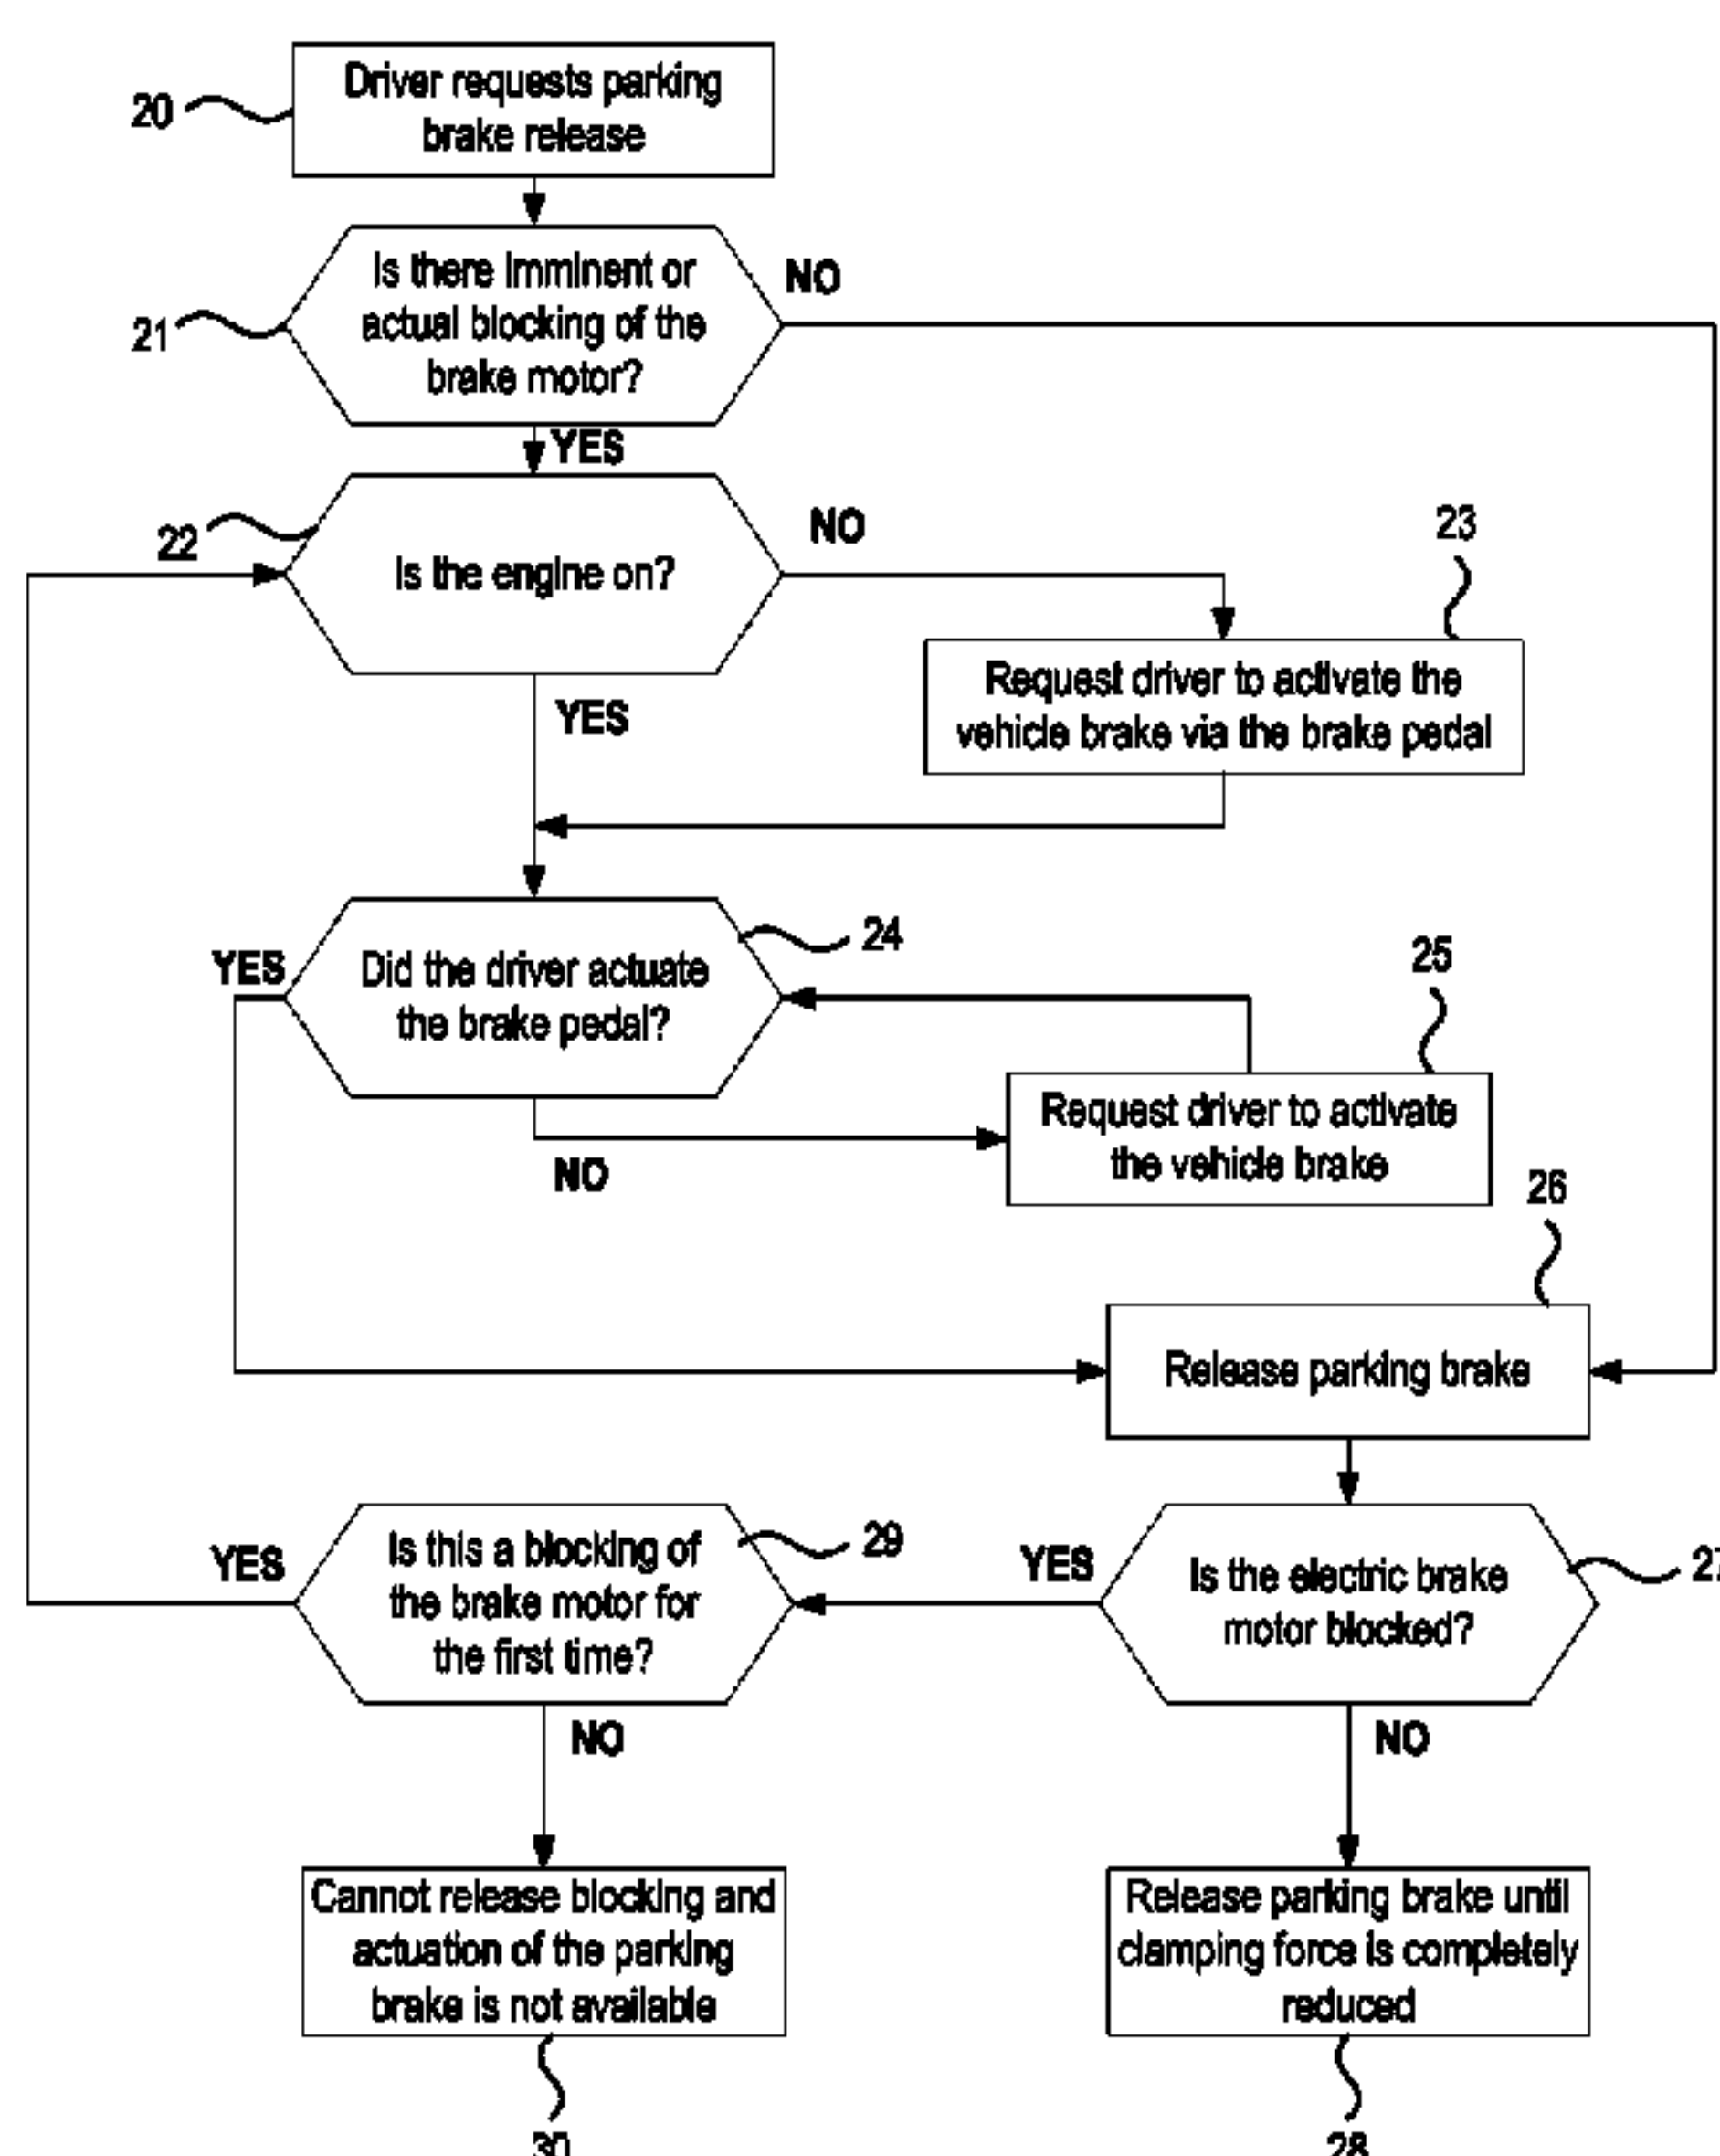 Driver requests parking
brake release
20
Is there imminent or
actual blocking of the
brake motor?
NO
21
YES
Is the engine on?
22
NO
23
Request driver to activate the
vehicle brake via the brake pedal
YES
24
Did the driver actuate
the brake pedal?
YES
25
Request driver to activate
the vehicle brake
NO
26
Release parking brake
Is the electric brake
motor blocked?
27
YES
Is this a blocking of
the brake motor for
the first time?
29
YES
NO
NO
Cannot release blocking and
actuation of the parking
brake is not available
Release parking brake until
clamping force is completely
reduced
30
28